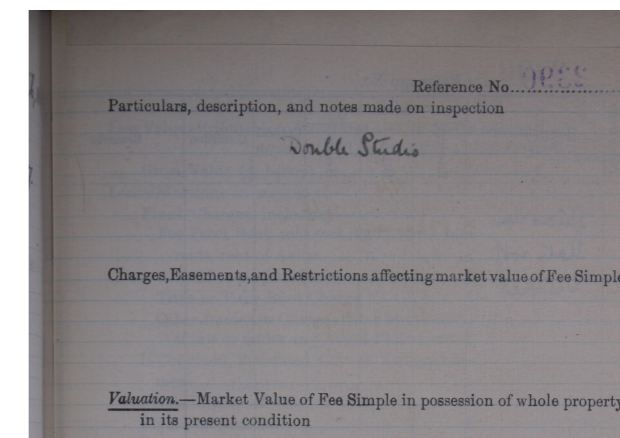 Reference No..............
Particulars, description, and notes made on inspection
Double Studio
Charges, Easements, and Restrictions affecting market value of Fee Simple
Valuation.—Market Value of Fee Simple in possession of whole property
in its present condition